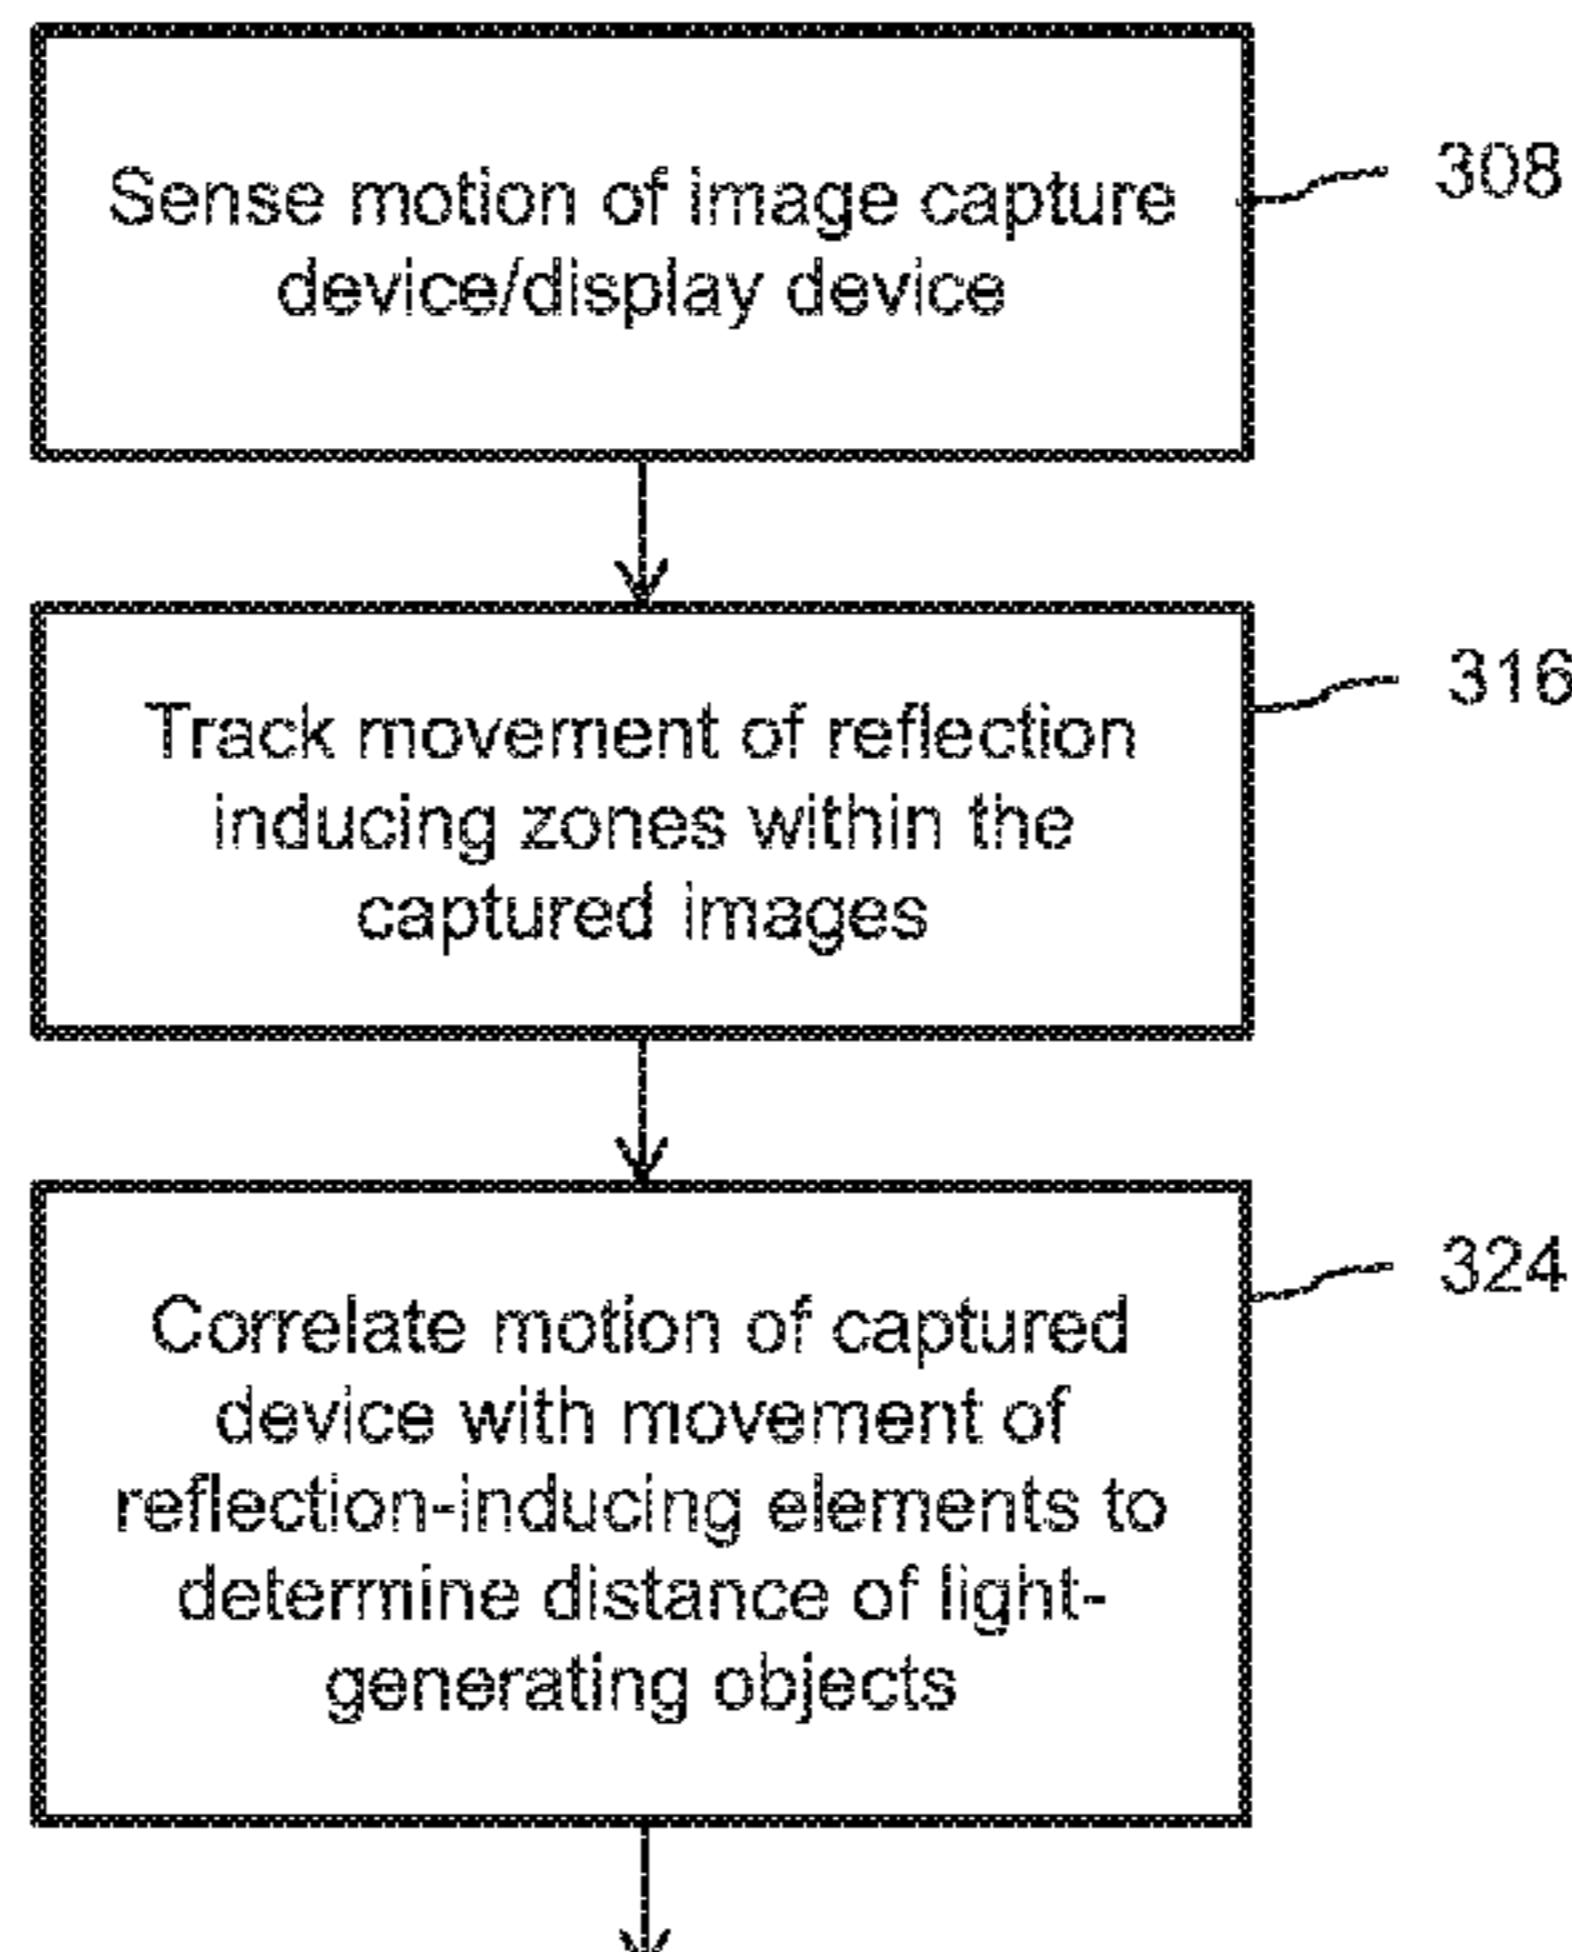 Sense motion of image capture
device/display device
308
Track movement of reflection
inducing zones within the
captured images
316
Correlate motion of captured
device with movement of
reflection-inducing elements to
determine distance of light-
generating objects
324